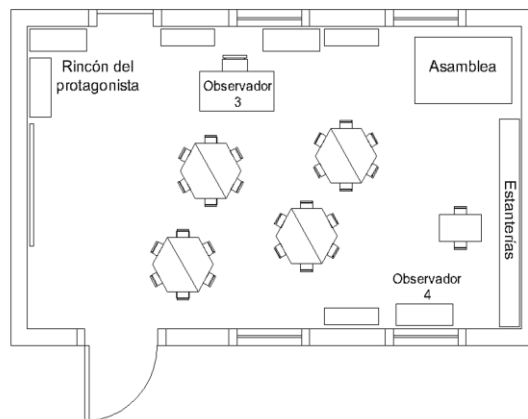 Rincón del
protagonista
Observador
3
Asamblea
Estanterías
Observador
4